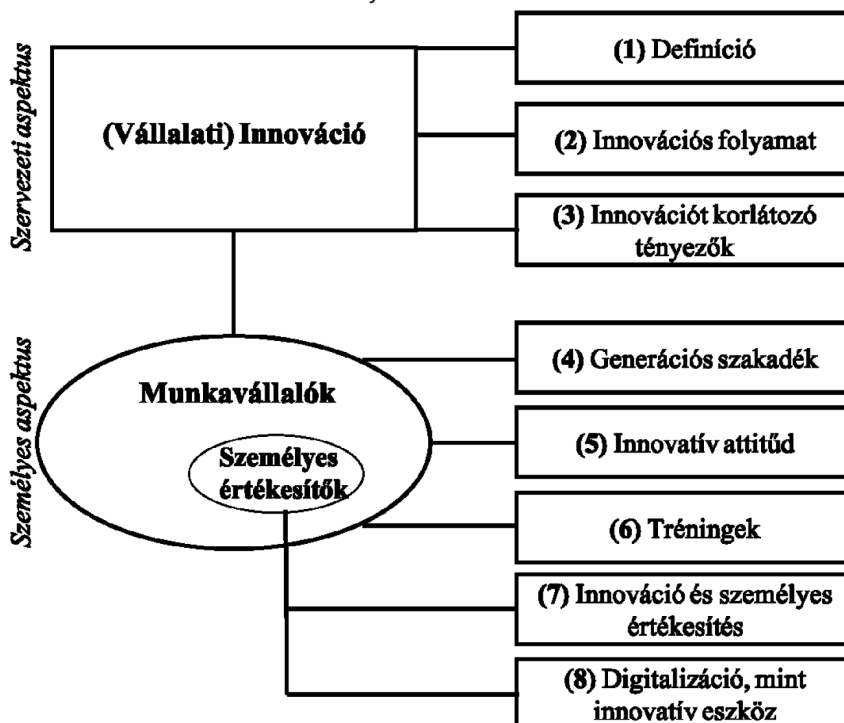 Szervezeti aspektus
(Vállalati) Innováció
(1) Definíció
(2) Innovációs folyamat
(3) Innovációt korlátozó
tényezők
Személyes aspektus
Munkavállalók
Személyes
értékesítők
(4) Generációs szakadék
(5) Innovatív attitűd
(6) Tréningek
(7) Innováció és személyes
értékesítés
(8) Digitalizáció, mint
innovatív eszköz